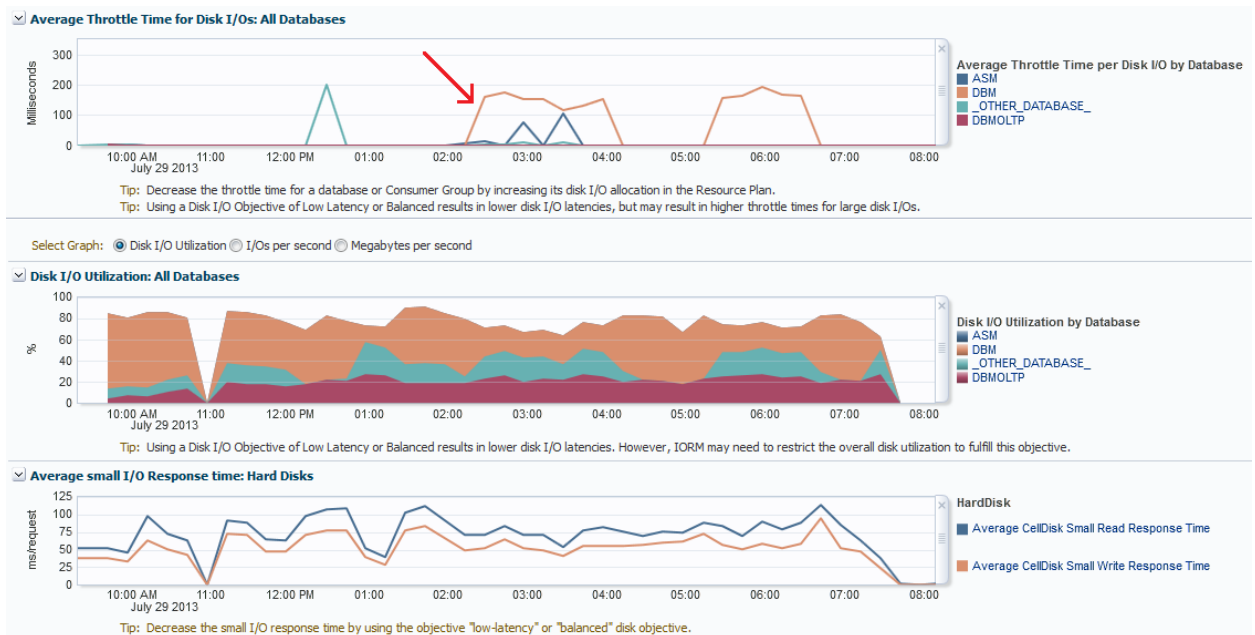 Average Throttle Time for Disk I/Os: All Databases
300
200
100
0
Milliseconds
10:00 AM 11:00 12:00 PM 01:00 02:00 03:00 04:00 05:00 06:00 07:00 08:00
July 29 2013
Average Throttle Time per Disk I/O by Database
ASM
DBM
_OTHER_DATABASE_
DBMOLTP
Tip: Decrease the throttle time for a database or Consumer Group by increasing its disk I/O allocation in the Resource Plan.
Tip: Using a Disk I/O Objective of Low Latency or Balanced results in lower disk I/O latencies, but may result in higher throttle times for large disk I/Os.
Select Graph: Disk I/O Utilization I/Os per second Megabytes per second
Disk I/O Utilization: All Databases
100
80
60
40
20
0
%
10:00 AM 11:00 12:00 PM 01:00 02:00 03:00 04:00 05:00 06:00 07:00 08:00
July 29 2013
Disk I/O Utilization by Database
ASM
DBM
_OTHER_DATABASE_
DBMOLTP
Tip: Using a Disk I/O Objective of Low Latency or Balanced results in lower disk I/O latencies. However, IORM may need to restrict the overall disk utilization to fulfill this objective.
Average small I/O Response time: Hard Disks
125
100
75
50
25
0
ms/request
10:00 AM 11:00 12:00 PM 01:00 02:00 03:00 04:00 05:00 06:00 07:00 08:00
July 29 2013
HardDisk
Average CellDisk Small Read Response Time
Average CellDisk Small Write Response Time
Tip: Decrease the small I/O response time by using the objective "low-latency" or "balanced" disk objective.